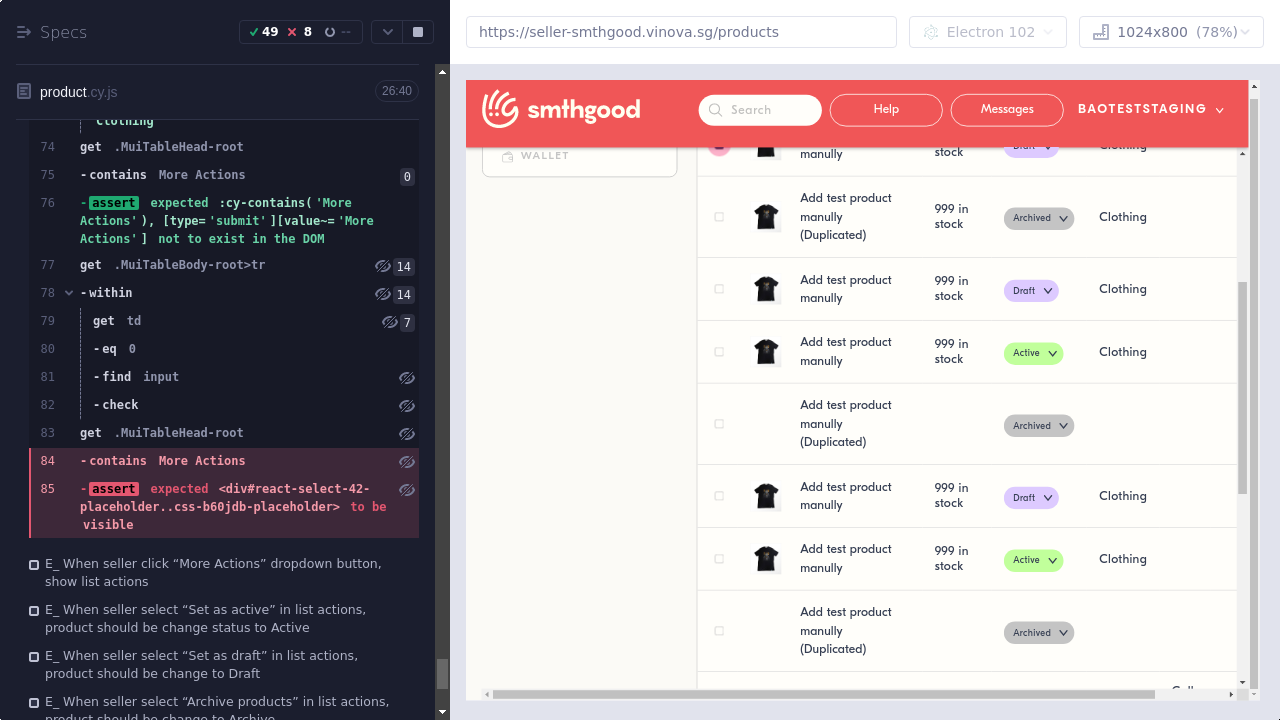 Specs
49
8
--
https://seller-smthgood.vinova.sg/products
Electron 102
1024x800 (78%)
product.cy.js
26:40
clothing
74 get .MuiTableHead-root
75 -contains More Actions 0
76 -assert expected :cy-contains('More
Actions'), [type='submit'][value~='More
Actions'] not to exist in the DOM
77 get .MuiTableBody-root>tr 14
78 -within 14
79 get td 7
80 -eq 0
81 -find input
82 -check
83 get .MuiTableHead-root
84 -contains More Actions
85 -assert expected <div#react-select-42-
placeholder..css-b60jdb-placeholder> to be
visible
E_ When seller click “More Actions” dropdown button,
show list actions
E_ When seller select “Set as active” in list actions,
product should be change status to Active
E_ When seller select “Set as draft” in list actions,
product should be change to Draft
E_ When seller select “Archive products” in list actions,
product should be change to Archive
smthgood
Search
Help
Messages
BAOTESTSTAGING
WALLET
manully
stock
Draft
Clothing
Add test product
manully
(Duplicated)
999 in
stock
Archived
Clothing
Add test product
manully
999 in
stock
Draft
Clothing
Add test product
manully
999 in
stock
Active
Clothing
Add test product
manully
(Duplicated)
Archived
Add test product
manully
999 in
stock
Draft
Clothing
Add test product
manully
999 in
stock
Active
Clothing
Add test product
manully
(Duplicated)
Archived